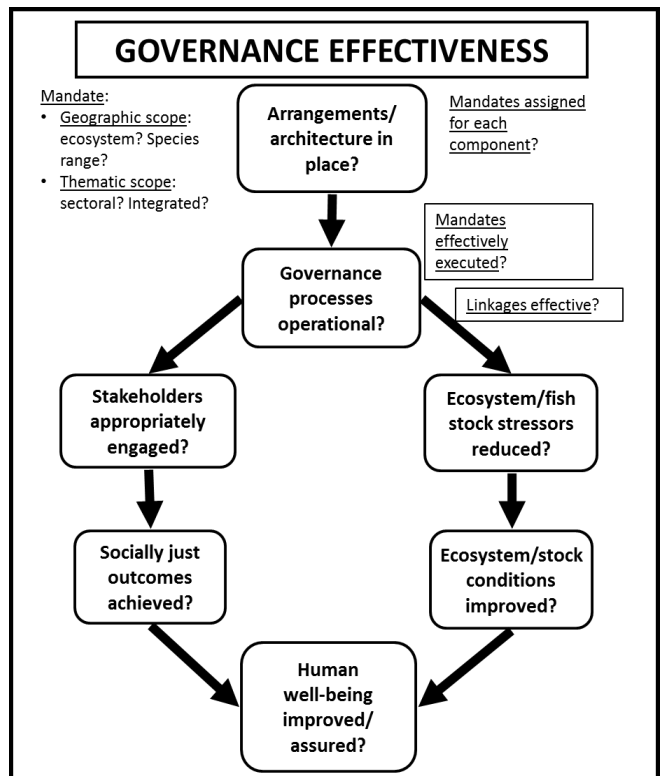 GOVERNANCE EFFECTIVENESS
Mandate:
• Geographic scope:
ecosystem? Species
range?
• Thematic scope:
sectoral? Integrated?
Arrangements/
architecture in
place?
Mandates assigned
for each
component?
Mandates
effectively
executed?
Governance
processes
operational?
Linkages effective?
Stakeholders
appropriately
engaged?
Ecosystem/fish
stock stressors
reduced?
Socially just
outcomes
achieved?
Ecosystem/stock
conditions
improved?
Human
well-being
improved/
assured?